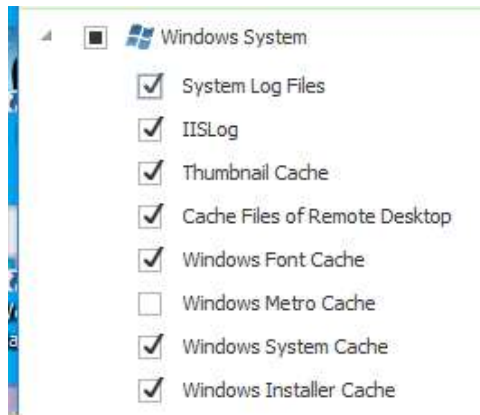 Windows System
System Log Files
IISLog
Thumbnail Cache
Cache Files of Remote Desktop
Windows Font Cache
Windows Metro Cache
Windows System Cache
Windows Installer Cache